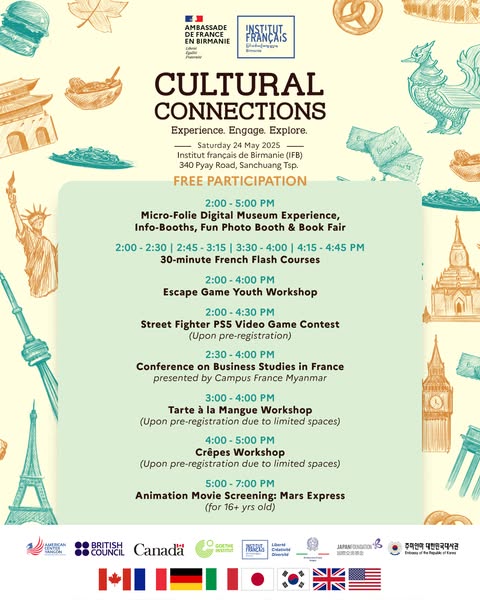 AMBASSADE
DE FRANCE
EN BIRMANIE
Liberté
Égalité
Fraternité
INSTITUT
FRANÇAIS
Birmanie
CULTURAL
CONNECTIONS
Experience. Engage. Explore.
Saturday 24 May 2025
Institut français de Birmanie (IFB)
340 Pyay Road, Sanchuang Tsp.
FREE PARTICIPATION
2:00 - 5:00 PM
Micro-Folie Digital Museum Experience,
Info-Booths, Fun Photo Booth & Book Fair
2:00 - 2:30 | 2:45 - 3:15 | 3:30 - 4:00 | 4:15 - 4:45 PM
30-minute French Flash Courses
2:00 - 4:00 PM
Escape Game Youth Workshop
2:00 - 4:30 PM
Street Fighter PS5 Video Game Contest
(Upon pre-registration)
2:30 - 4:00 PM
Conference on Business Studies in France
presented by Campus France Myanmar
3:00 - 4:00 PM
Tarte à la Mangue Workshop
(Upon pre-registration due to limited spaces)
4:00 - 5:00 PM
Crêpes Workshop
(Upon pre-registration due to limited spaces)
5:00 - 7:00 PM
Animation Movie Screening: Mars Express
(for 16+ yrs old)
AMERICAN
CENTER
YANGON
BRITISH
COUNCIL
Canada
GOETHE
INSTITUT
INSTITUT
FRANÇAIS
Birmanie
Liberté
Créativité
Diversité
JAPANFOUNDATION
주미얀마 대한민국대사관
Embassy of the Republic of Korea